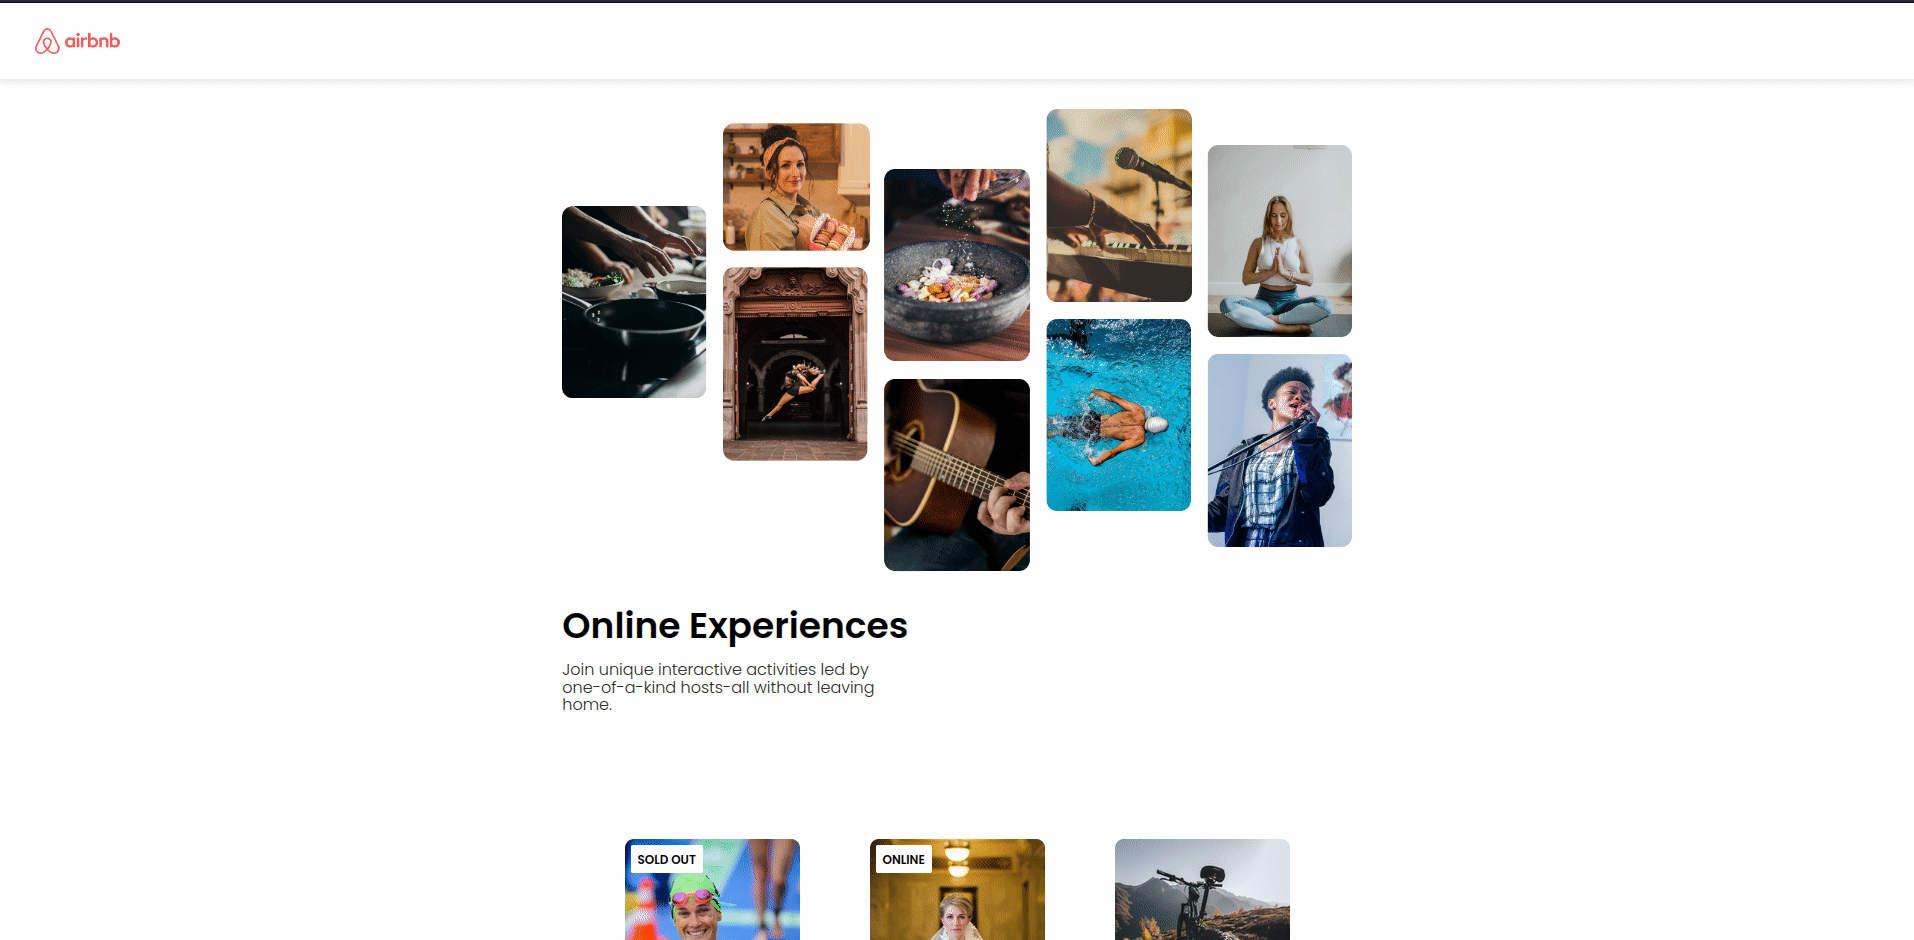 airbnb
Online Experiences
Join unique interactive activities led by
one-of-a-kind hosts-all without leaving
home.
SOLD OUT
ONLINE